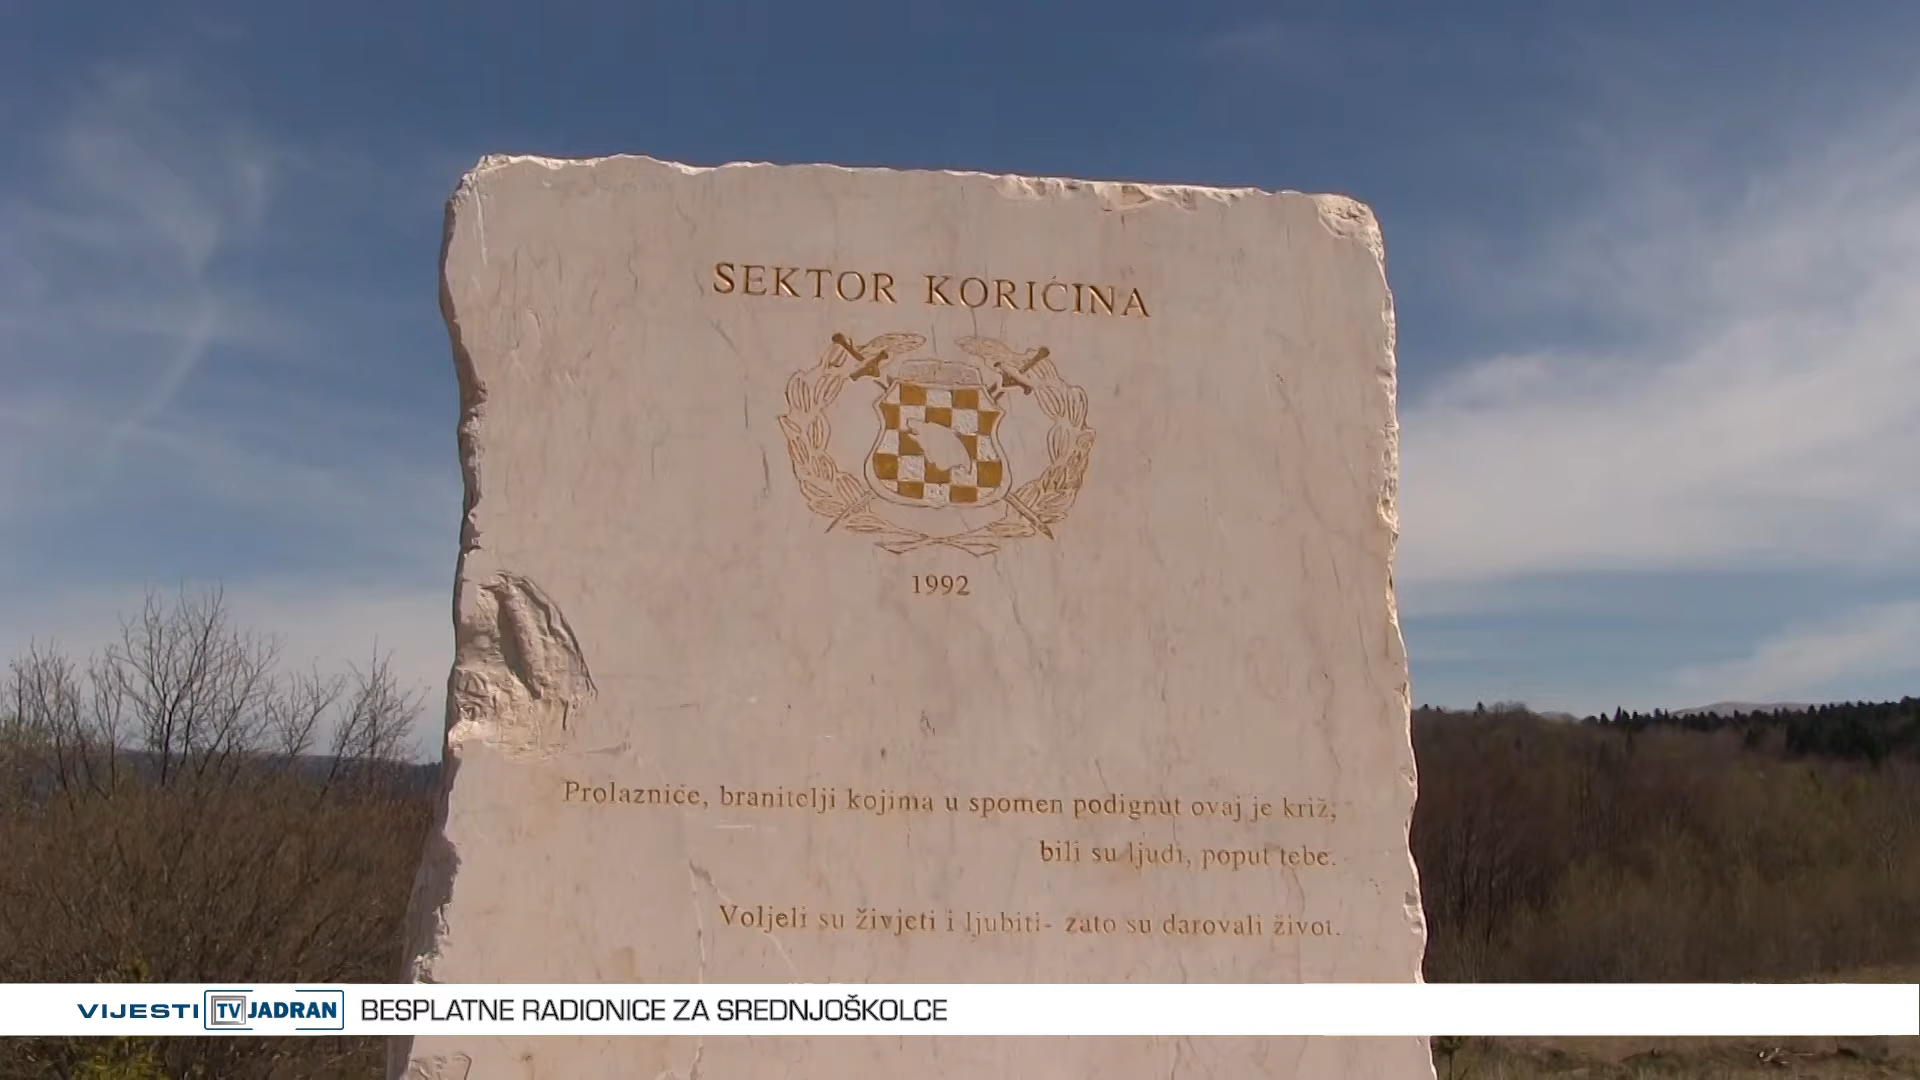 SEKTOR KORIĆINA
1992
Prolazniče, branitelji kojima u spomen podignut ovaj je križ;
bili su ljudi, poput tebe.
Voljeli su živjeti i ljubiti- zato su darovali život.
VIJESTI TV JADRAN BESPLATNE RADIONICE ZA SREDNJOŠKOLCE